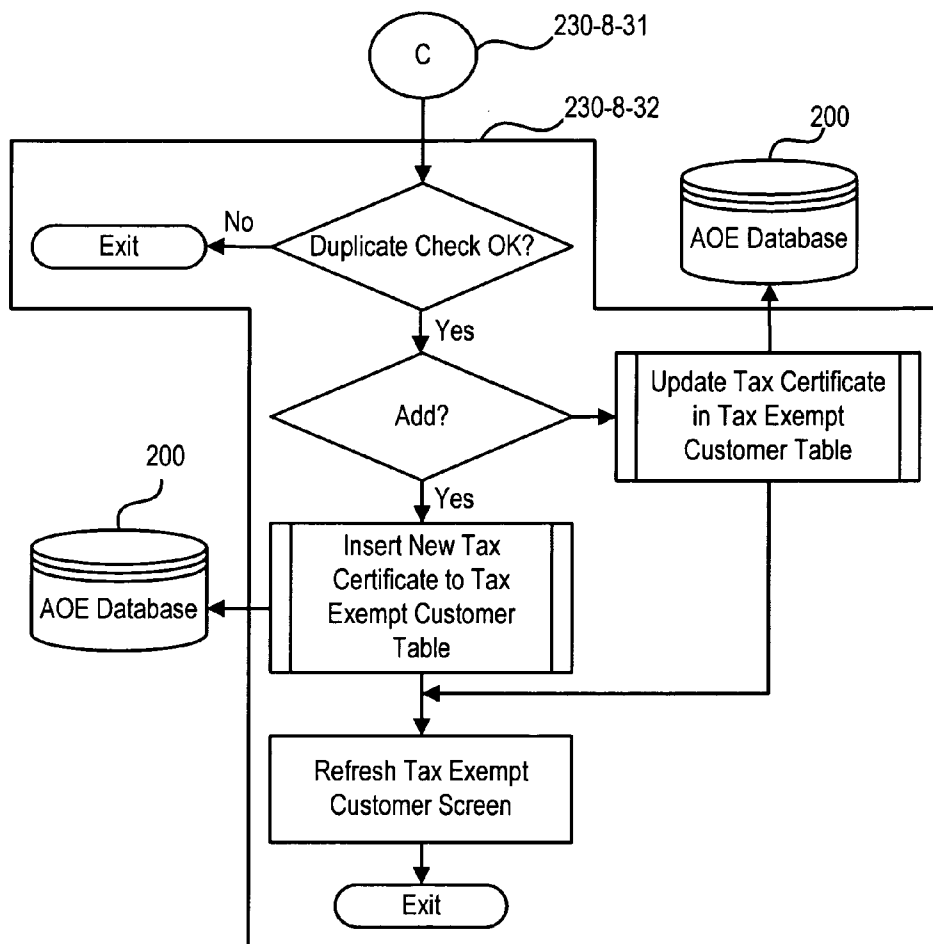 C
230-8-31
230-8-32
200
AOE Database
No
Exit
Duplicate Check OK?
Yes
Add?
Update Tax Certificate
in Tax Exempt
Customer Table
200
AOE Database
Yes
Insert New Tax
Certificate to Tax
Exempt Customer
Table
Refresh Tax Exempt
Customer Screen
Exit